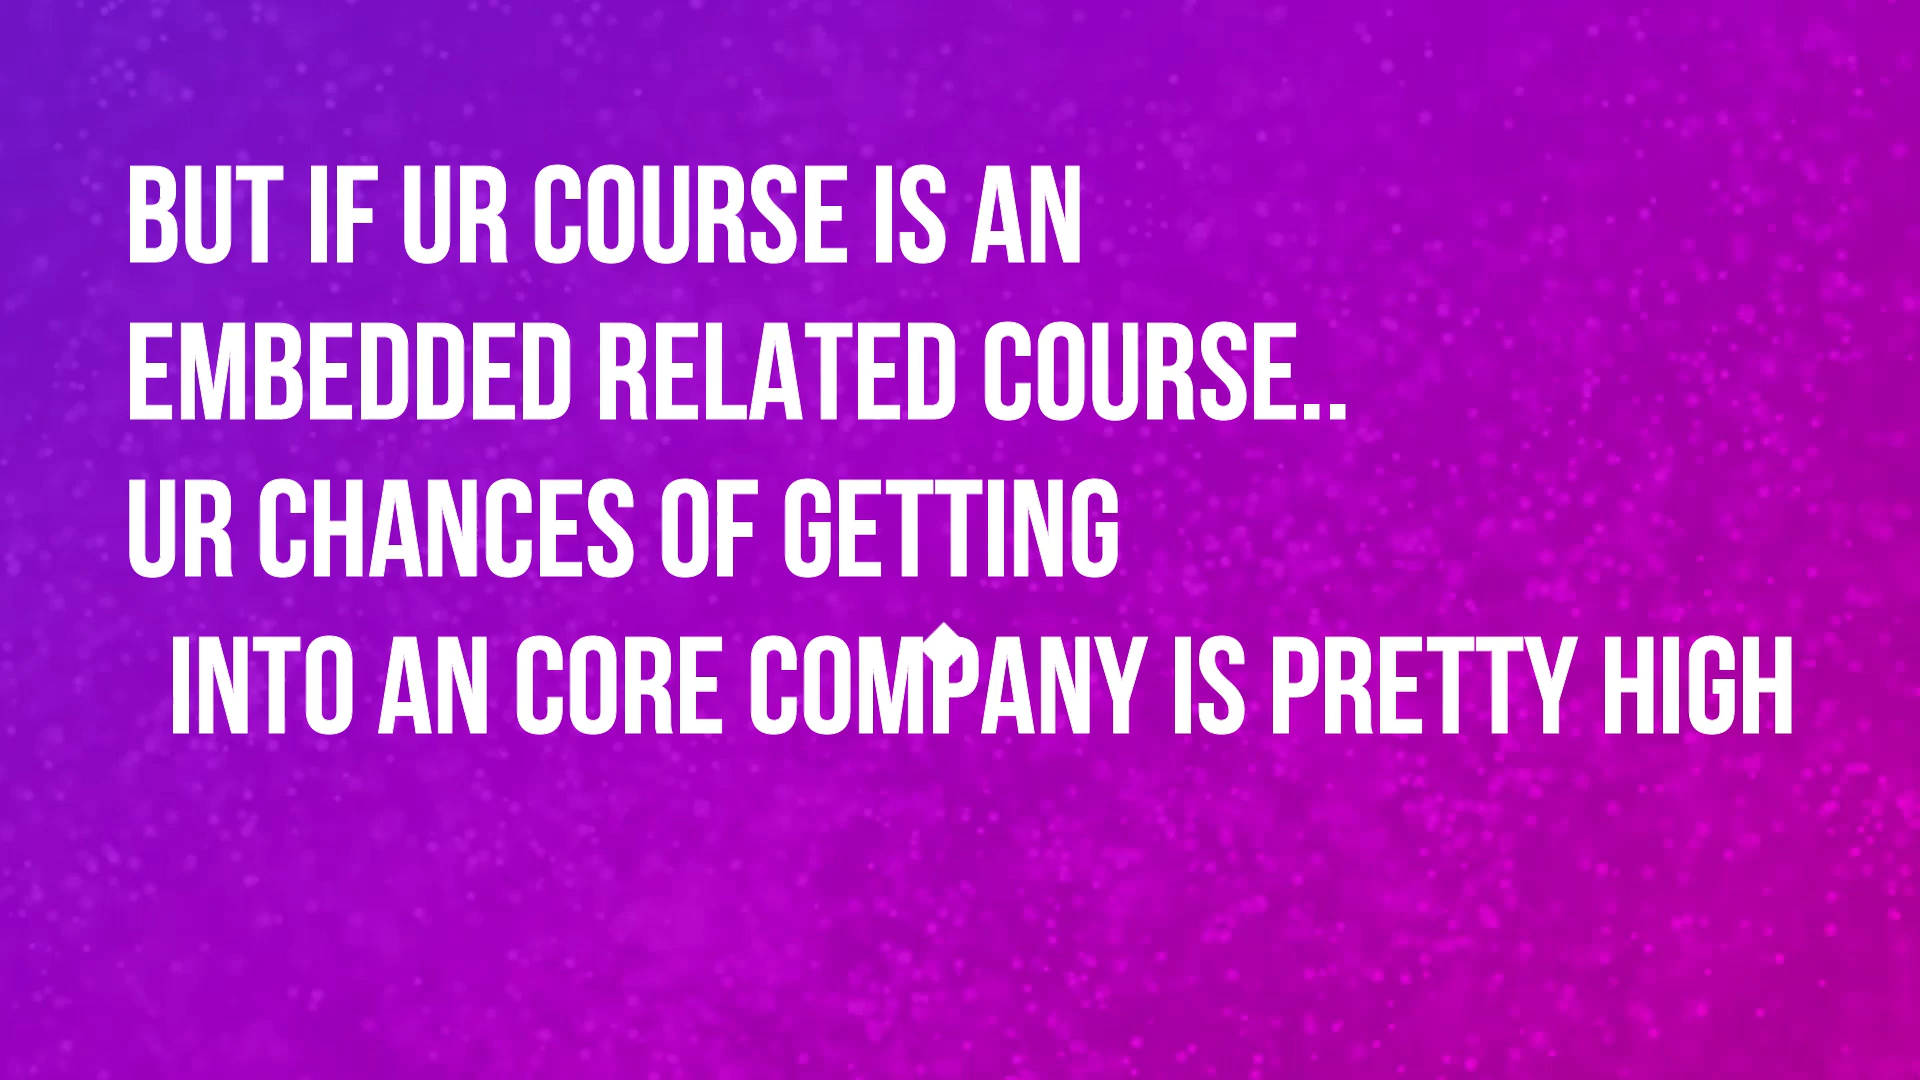 BUT IF UR COURSE IS AN
EMBEDDED RELATED COURSE..
UR CHANCES OF GETTING
INTO AN CORE COMPANY IS PRETTY HIGH